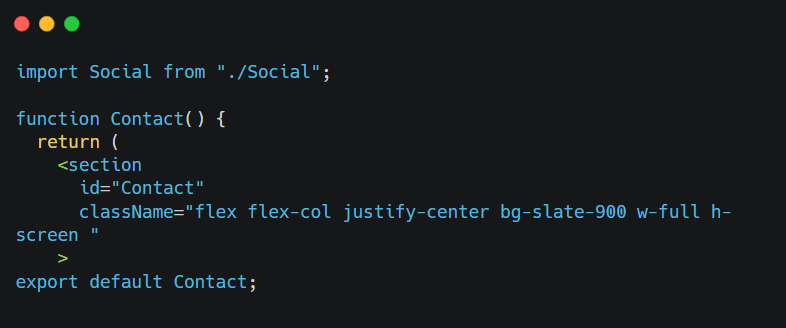 import Social from "./Social";
function Contact() {
return (
<section
id="Contact"
className="flex flex-col justify-center bg-slate-900 w-full h-
screen "
>
export default Contact;